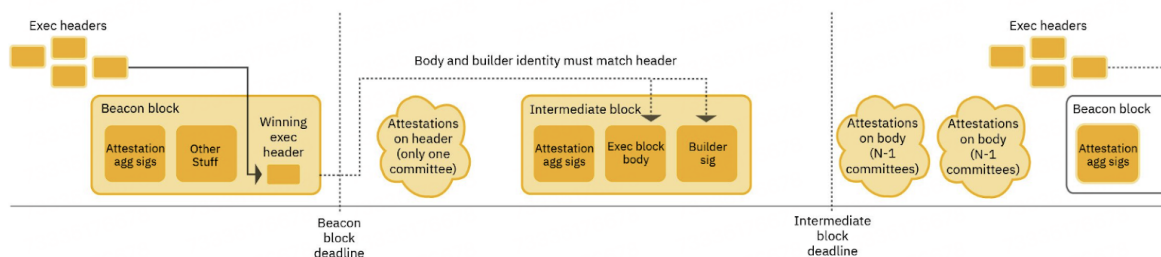 Exec headers
Body and builder identity must match header
Beacon block
Attestation
agg sigs
Other
Stuff
Winning
exec
header
Attestations
on header
(only one
committee)
Intermediate block
Attestation
agg sigs
Exec block
body
Builder
sig
Attestations
on body
(N-1
committees)
Attestations
on body
(N-1
committees)
Exec headers
Beacon block
Attestation
agg sigs
Beacon
block
deadline
Intermediate
block
deadline